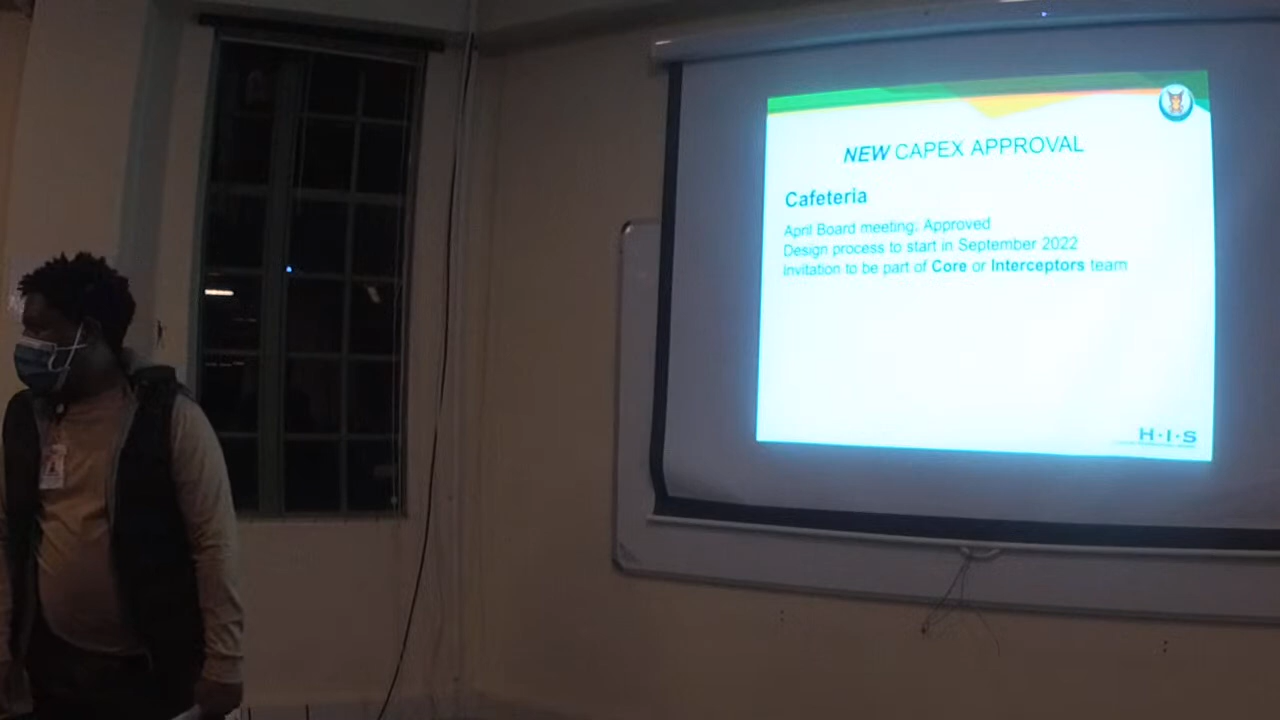 NEW CAPEX APPROVAL
Cafeteria
April Board meeting: Approved
Design process to start in September 2022
Invitation to be part of Core or Interceptors team
H·I·S